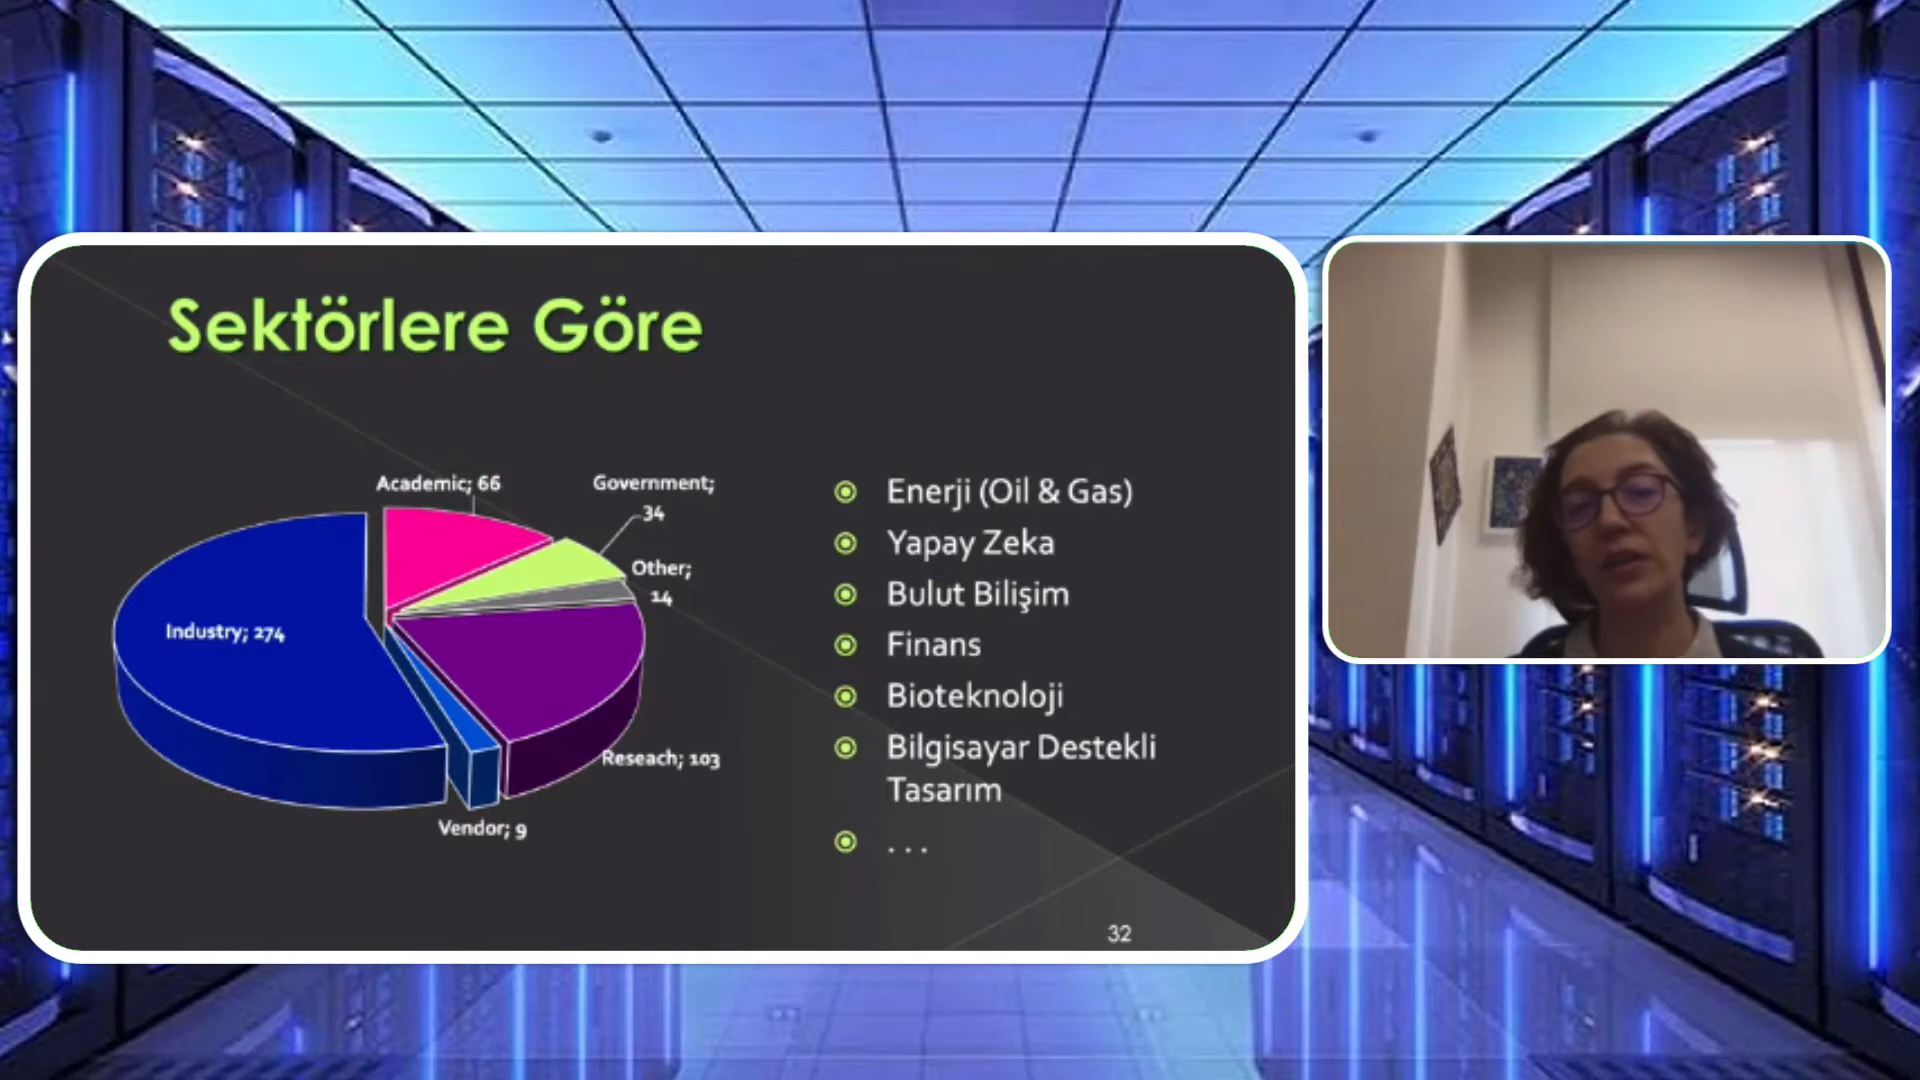 Sektörlere Göre
Academic; 66
Government;
34
Other;
14
Industry; 274
Reseach; 103
Vendor; 9
Enerji (Oil & Gas)
Yapay Zeka
Bulut Bilişim
Finans
Bioteknoloji
Bilgisayar Destekli
Tasarım
. . .
32